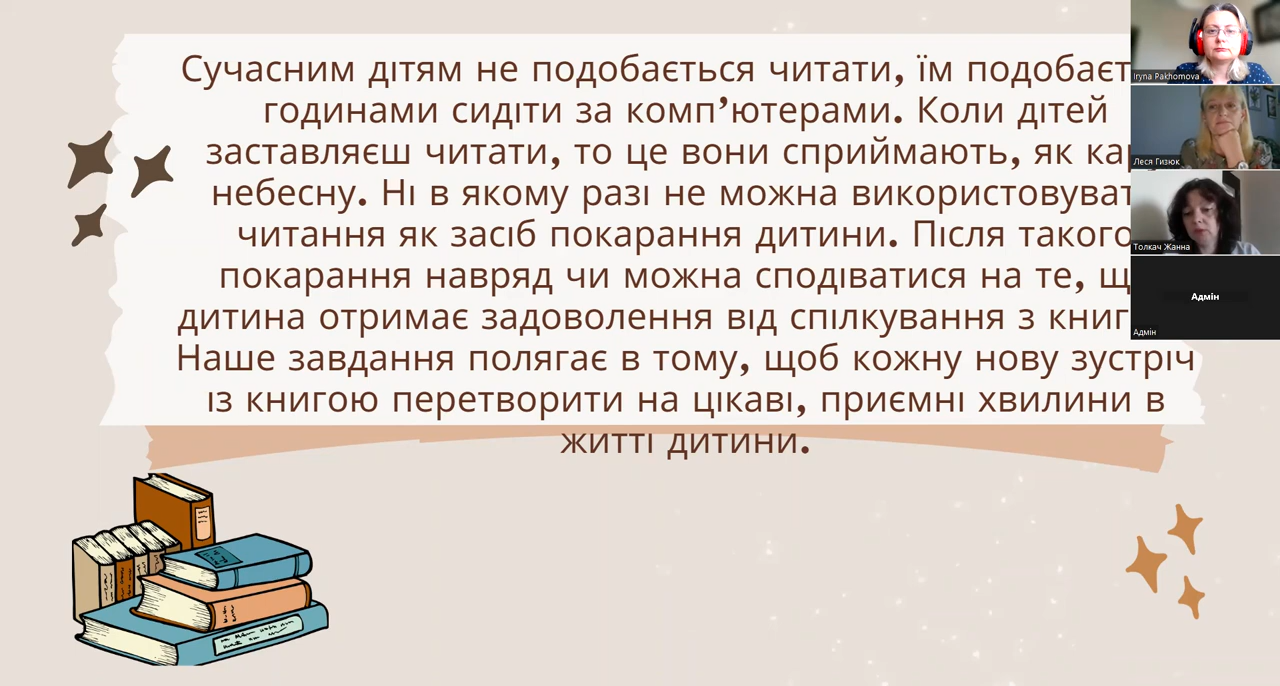 Сучасним дітям не подобається читати, їм
годинами сидіти за комп’ютерами. Коли дітей
заставляєш читати, то це вони сприймають, як
небесну. Ні в якому разі не можна
читання як засіб покарання дитини. Після такого
покарання навряд чи можна сподіватися на те,
дитина отримає задоволення від спілкування з
Наше завдання полягає в тому, щоб кожну нову зустріч
із книгою перетворити на цікаві, приємні хвилини в
житті дитини.
Iryna Pakhomova
Леся Гизюк
Толкач Жанна
Адмін
Адмін